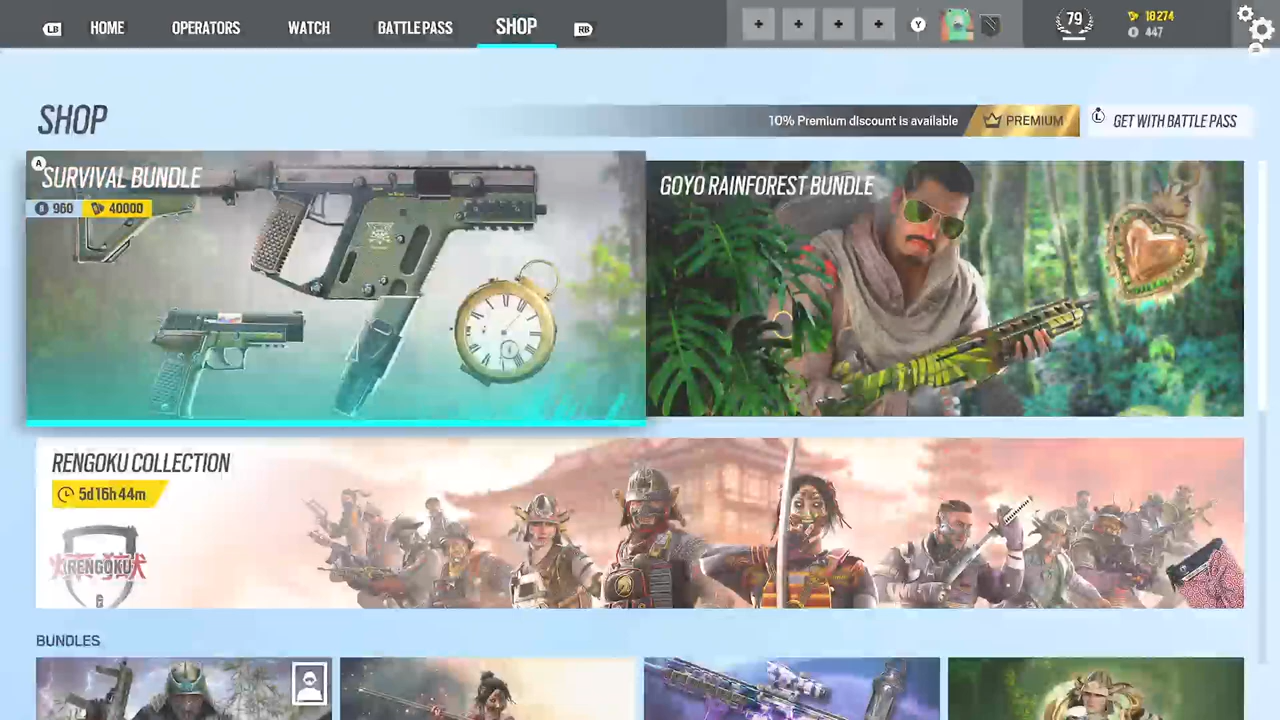 LB HOME OPERATORS WATCH BATTLE PASS SHOP RB
+ + + + Y 79 18274
447
SHOP
10% Premium discount is available PREMIUM L GET WITH BATTLE PASS
A SURVIVAL BUNDLE
960 40000
GOYO RAINFOREST BUNDLE
RENGOKU COLLECTION
5d16h44m
RENGOKU
BUNDLES